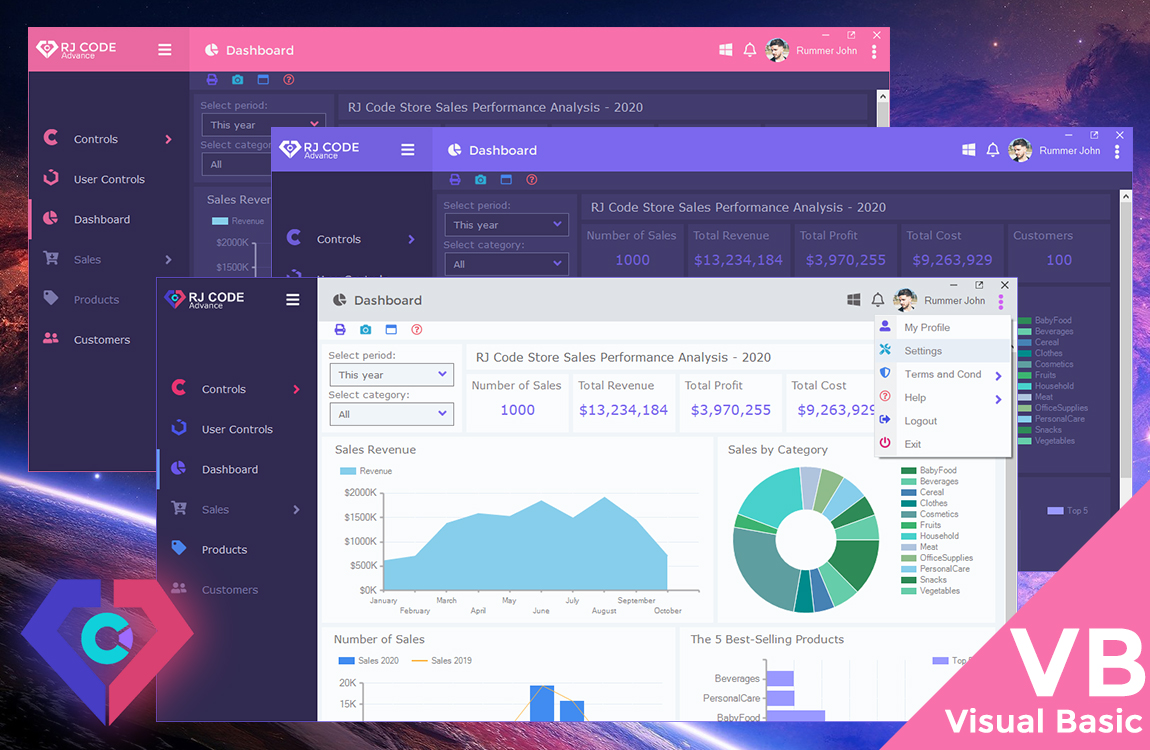 RJ CODE
Advance
Dashboard
Rummer John
Select period:
This year
Select categor
All
RJ Code Store Sales Performance Analysis - 2020
Controls
User Controls
Dashboard
Sales
Products
Customers
Sales Rever
Revenue
$2000K
$1500K
RJ CODE
Advance
Dashboard
Rummer John
Select period:
This year
Select category:
All
RJ Code Store Sales Performance Analysis - 2020
Number of Sales
1000
Total Revenue
$13,234,184
Total Profit
$3,970,255
Total Cost
$9,263,929
Customers
100
Controls
BabyFood
Beverages
Cereal
Clothes
Cosmetics
Fruits
Household
Meat
OfficeSupplies
PersonalCare
Snacks
Vegetables
Top 5
RJ CODE
Advance
Dashboard
Rummer John
My Profile
Settings
Terms and Cond
Help
Logout
Exit
Select period:
This year
Select category:
All
RJ Code Store Sales Performance Analysis - 2020
Number of Sales
1000
Total Revenue
$13,234,184
Total Profit
$3,970,255
Total Cost
$9,263,929
Controls
User Controls
Dashboard
Sales
Products
Customers
Sales Revenue
Revenue
$2000K
$1500K
$1000K
$500K
$0K
January
February
March
April
May
June
July
August
September
October
Sales by Category
BabyFood
Beverages
Cereal
Clothes
Cosmetics
Fruits
Household
Meat
OfficeSupplies
PersonalCare
Snacks
Vegetables
Number of Sales
Sales 2020
Sales 2019
20K
15K
The 5 Best-Selling Products
Top
Beverages
PersonalCare
BabyFood
VB
Visual Basic